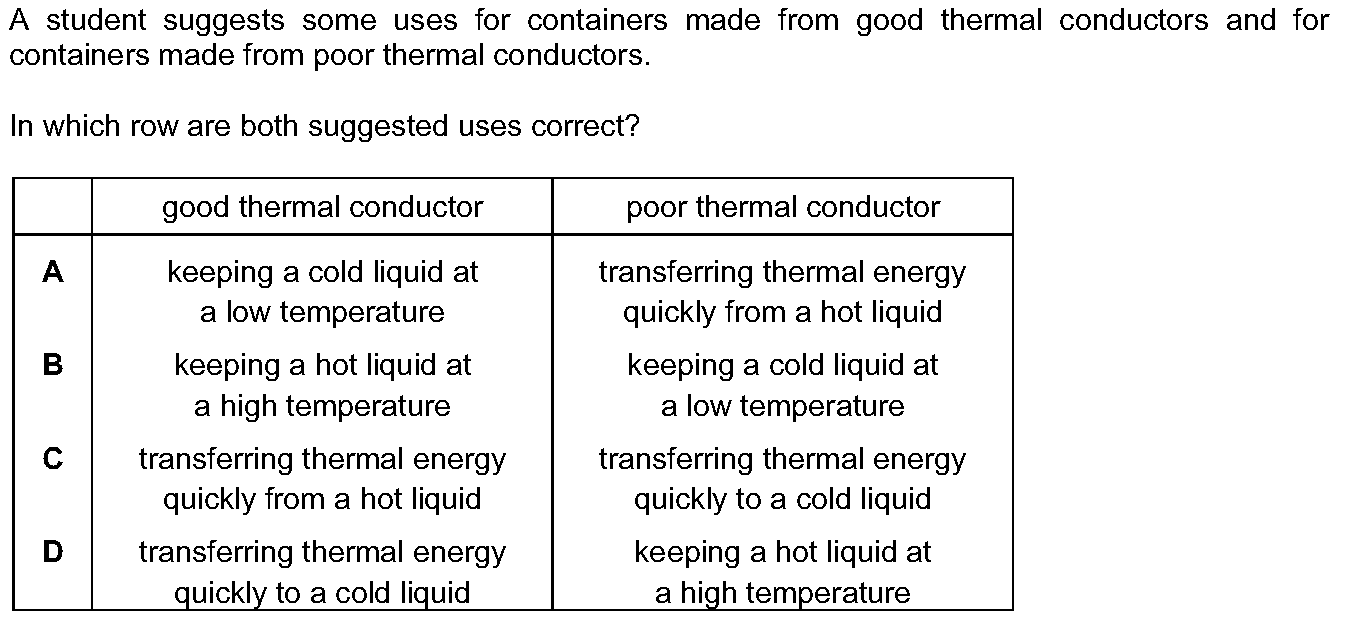 A student suggests some uses for containers made from good thermal conductors and for
containers made from poor thermal conductors.
In which row are both suggested uses correct?
good thermal conductor poor thermal conductor
A keeping a cold liquid at transferring thermal energy
a low temperature quickly from a hot liquid
B keeping a hot liquid at keeping a cold liquid at
a high temperature a low temperature
C transferring thermal energy transferring thermal energy
quickly from a hot liquid quickly to a cold liquid
D transferring thermal energy keeping a hot liquid at
quickly to a cold liquid a high temperature